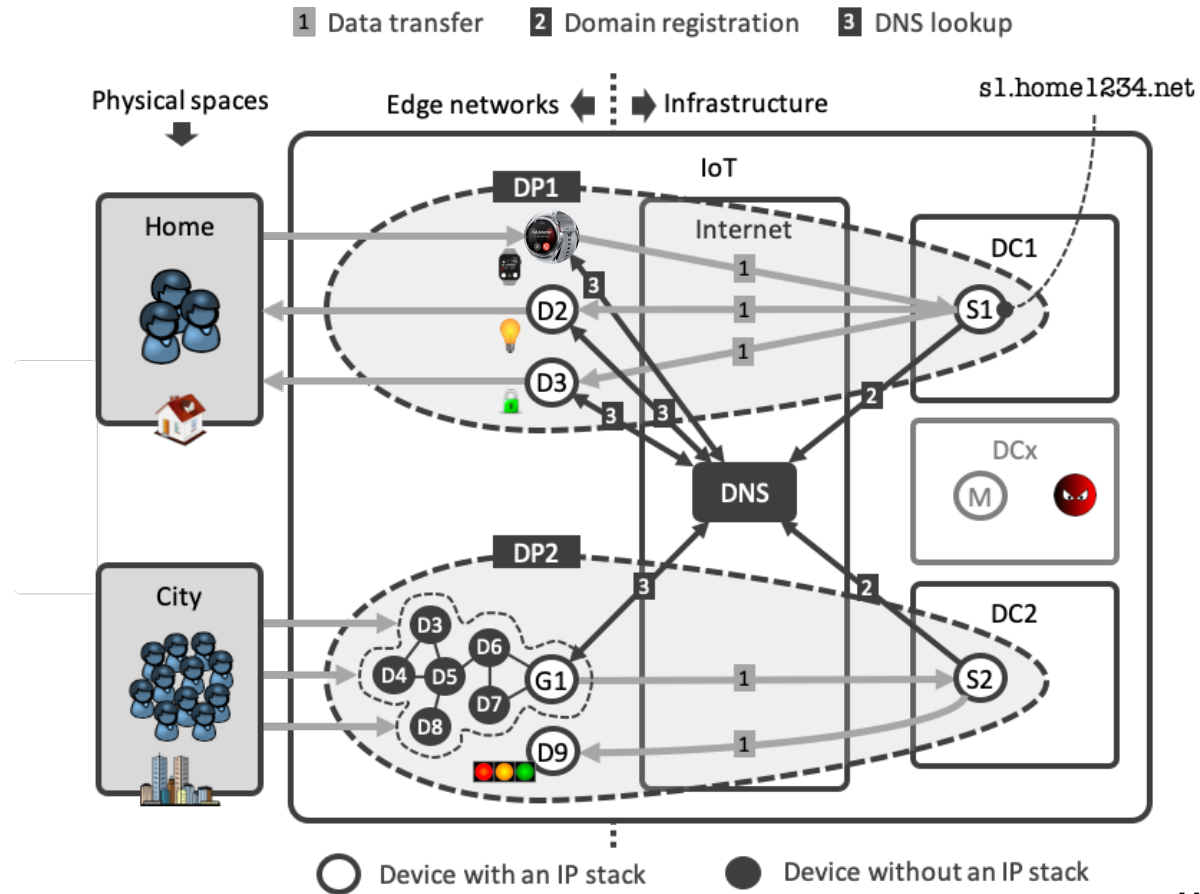 1 Data transfer 2 Domain registration 3 DNS lookup
Physical spaces
Edge networks Infrastructure
s1.home1234.net
IoT
DP1
Home
Internet
DC1
1
3
D2
1
S1
1
D3
2
3
3
DCx
DNS
M
DP2
City
3
2
DC2
D3
D6
D4
D5
G1
1
S2
D7
D8
1
D9
Device with an IP stack Device without an IP stack